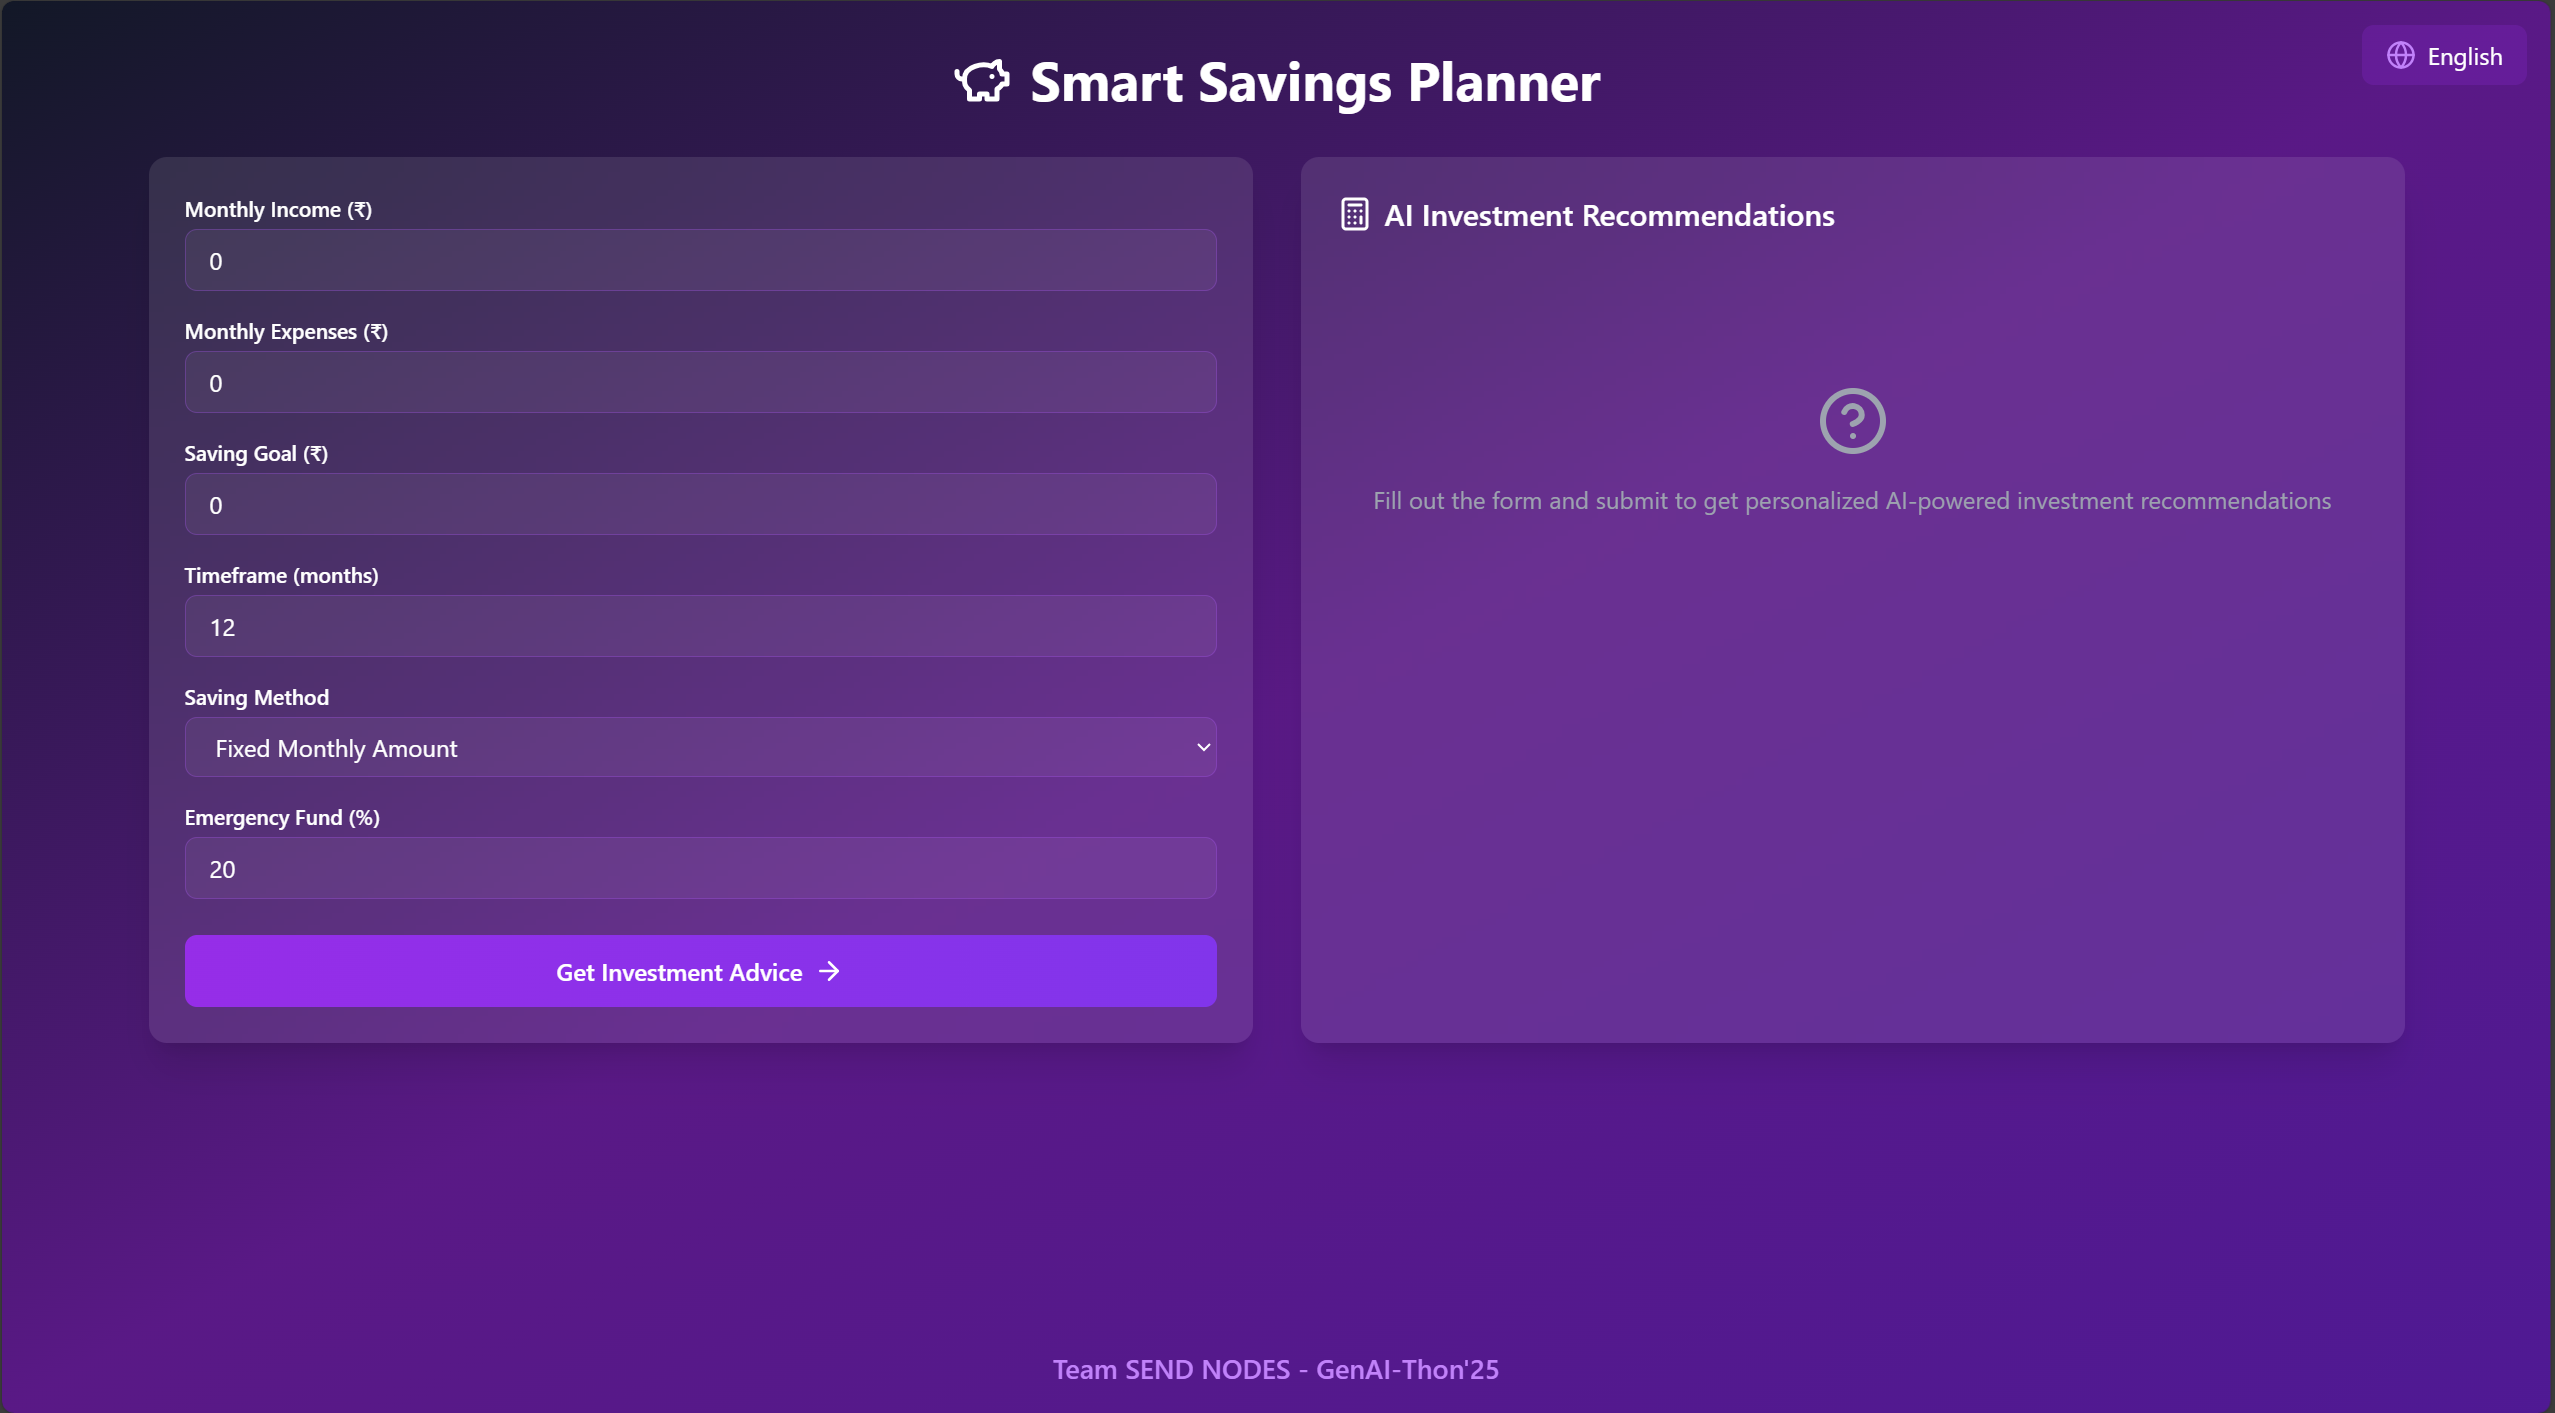 English
Smart Savings Planner
Monthly Income (₹)
0
Monthly Expenses (₹)
0
Saving Goal (₹)
0
Timeframe (months)
12
Saving Method
Fixed Monthly Amount
Emergency Fund (%)
20
Get Investment Advice →
AI Investment Recommendations
Fill out the form and submit to get personalized AI-powered investment recommendations
Team SEND NODES - GenAI-Thon'25